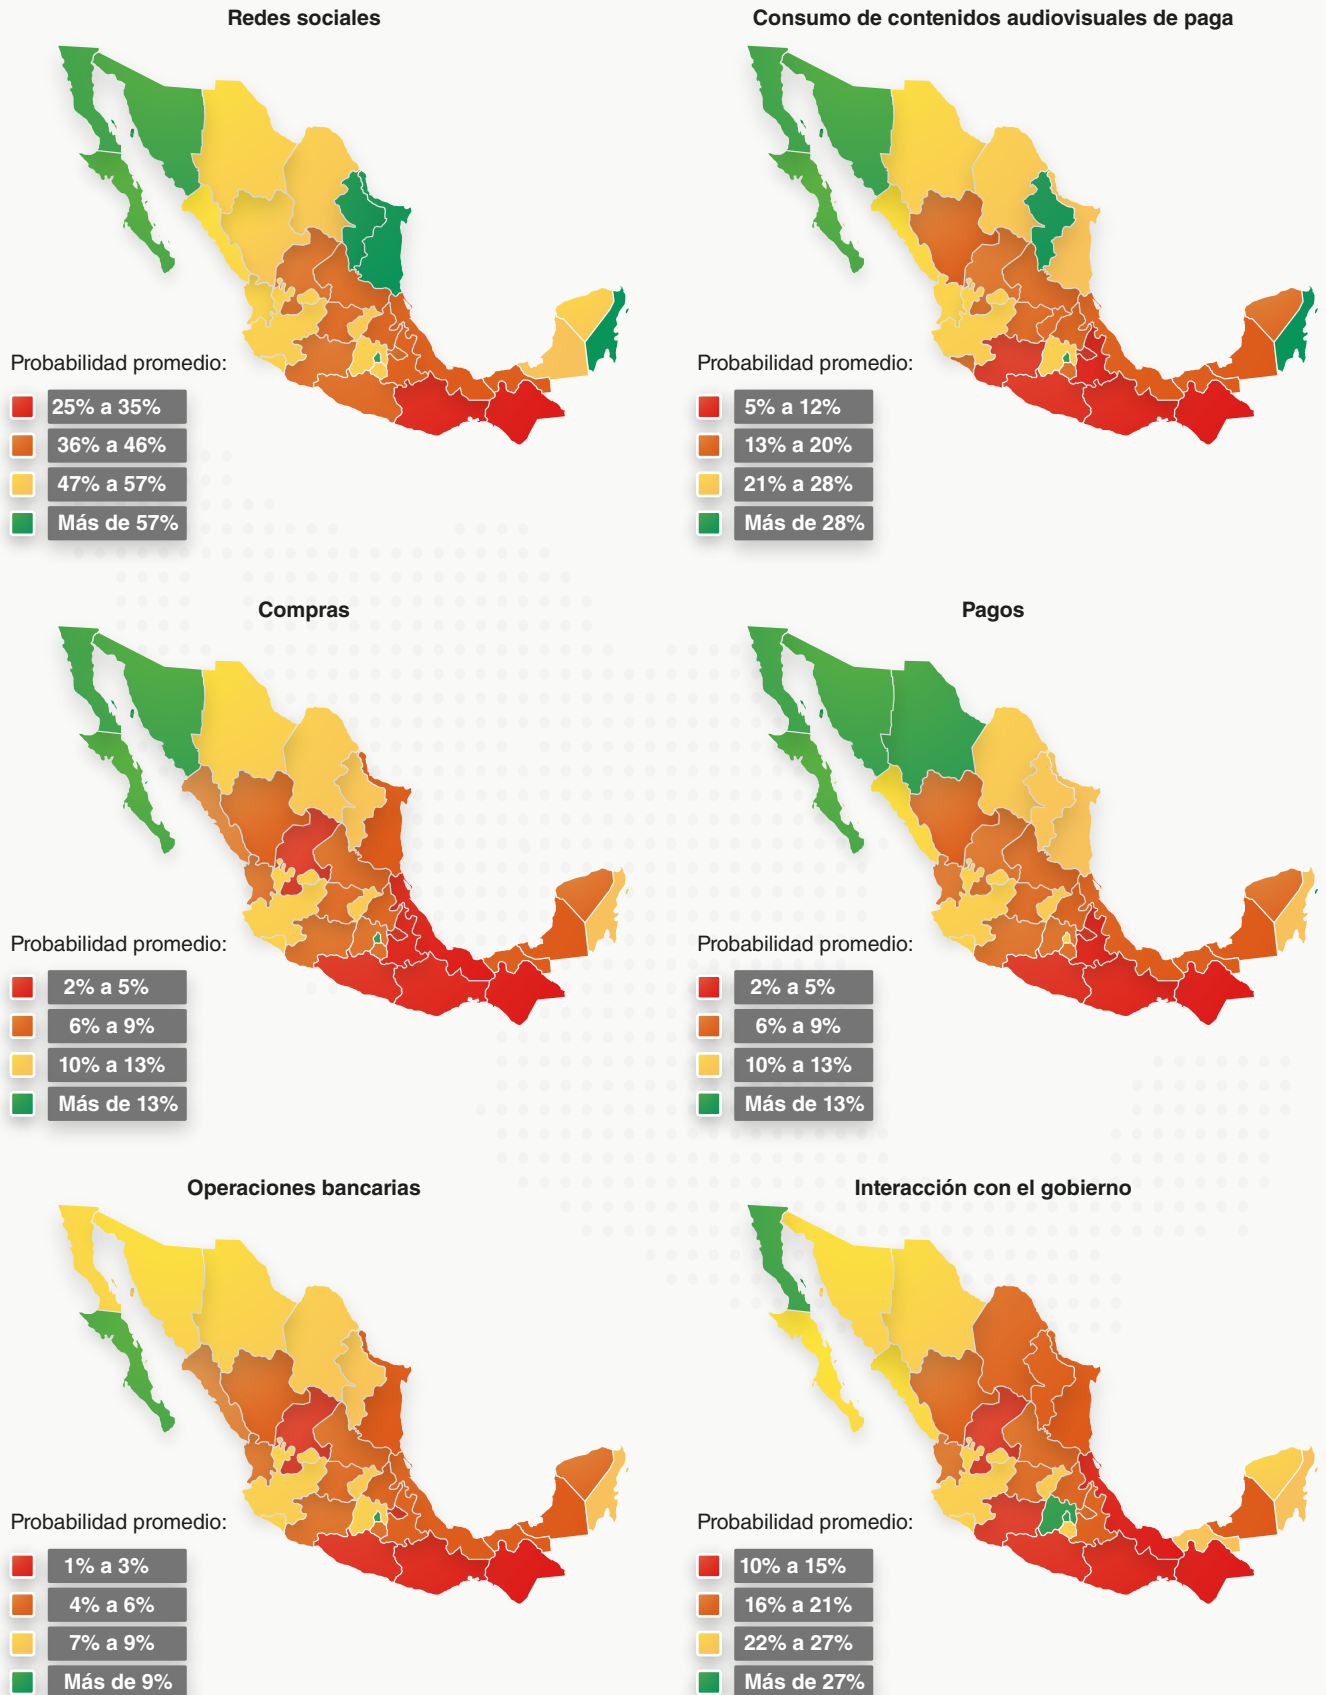 Redes sociales
Probabilidad promedio:
25% a 35%
36% a 46%
47% a 57%
Más de 57%
Consumo de contenidos audiovisuales de paga
Probabilidad promedio:
5% a 12%
13% a 20%
21% a 28%
Más de 28%
Compras
Probabilidad promedio:
2% a 5%
6% a 9%
10% a 13%
Más de 13%
Pagos
Probabilidad promedio:
2% a 5%
6% a 9%
10% a 13%
Más de 13%
Operaciones bancarias
Probabilidad promedio:
1% a 3%
4% a 6%
7% a 9%
Más de 9%
Interacción con el gobierno
Probabilidad promedio:
10% a 15%
16% a 21%
22% a 27%
Más de 27%